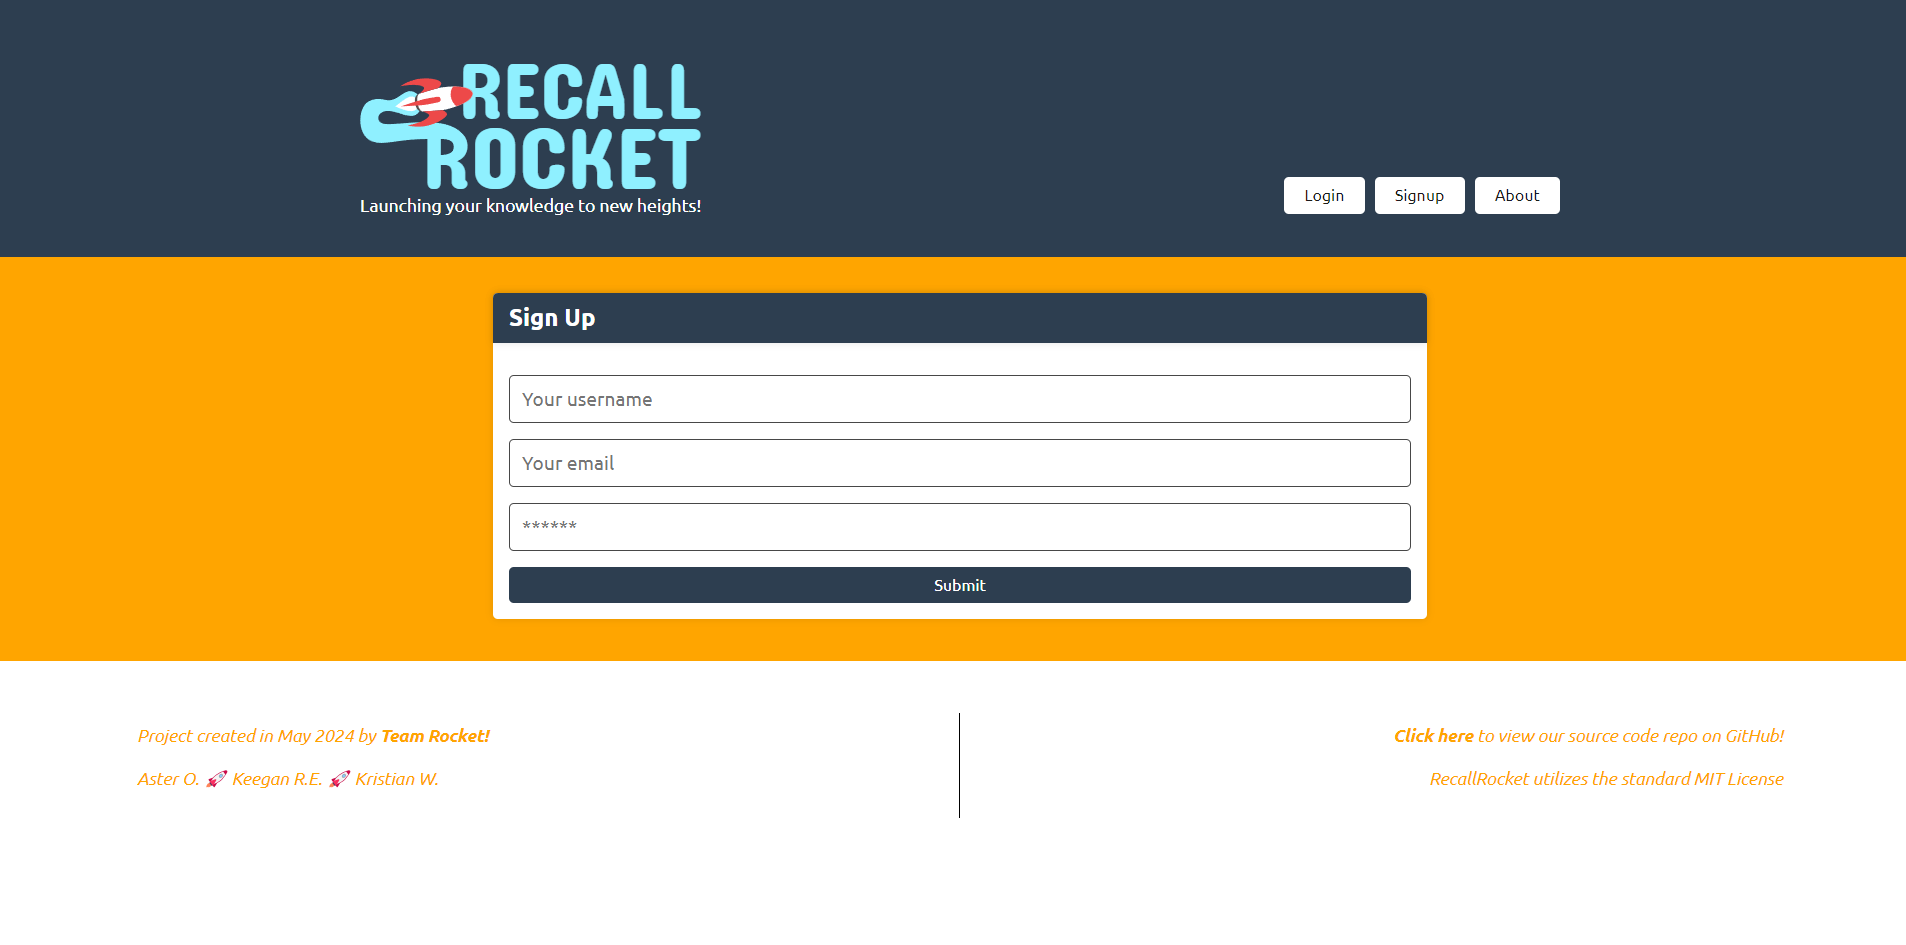 RECALL
ROCKET
Launching your knowledge to new heights!
Login
Signup
About
Sign Up
Your username
Your email
******
Submit
Project created in May 2024 by Team Rocket!
Aster O. 🚀 Keegan R.E. 🚀 Kristian W.
Click here to view our source code repo on GitHub!
RecallRocket utilizes the standard MIT License